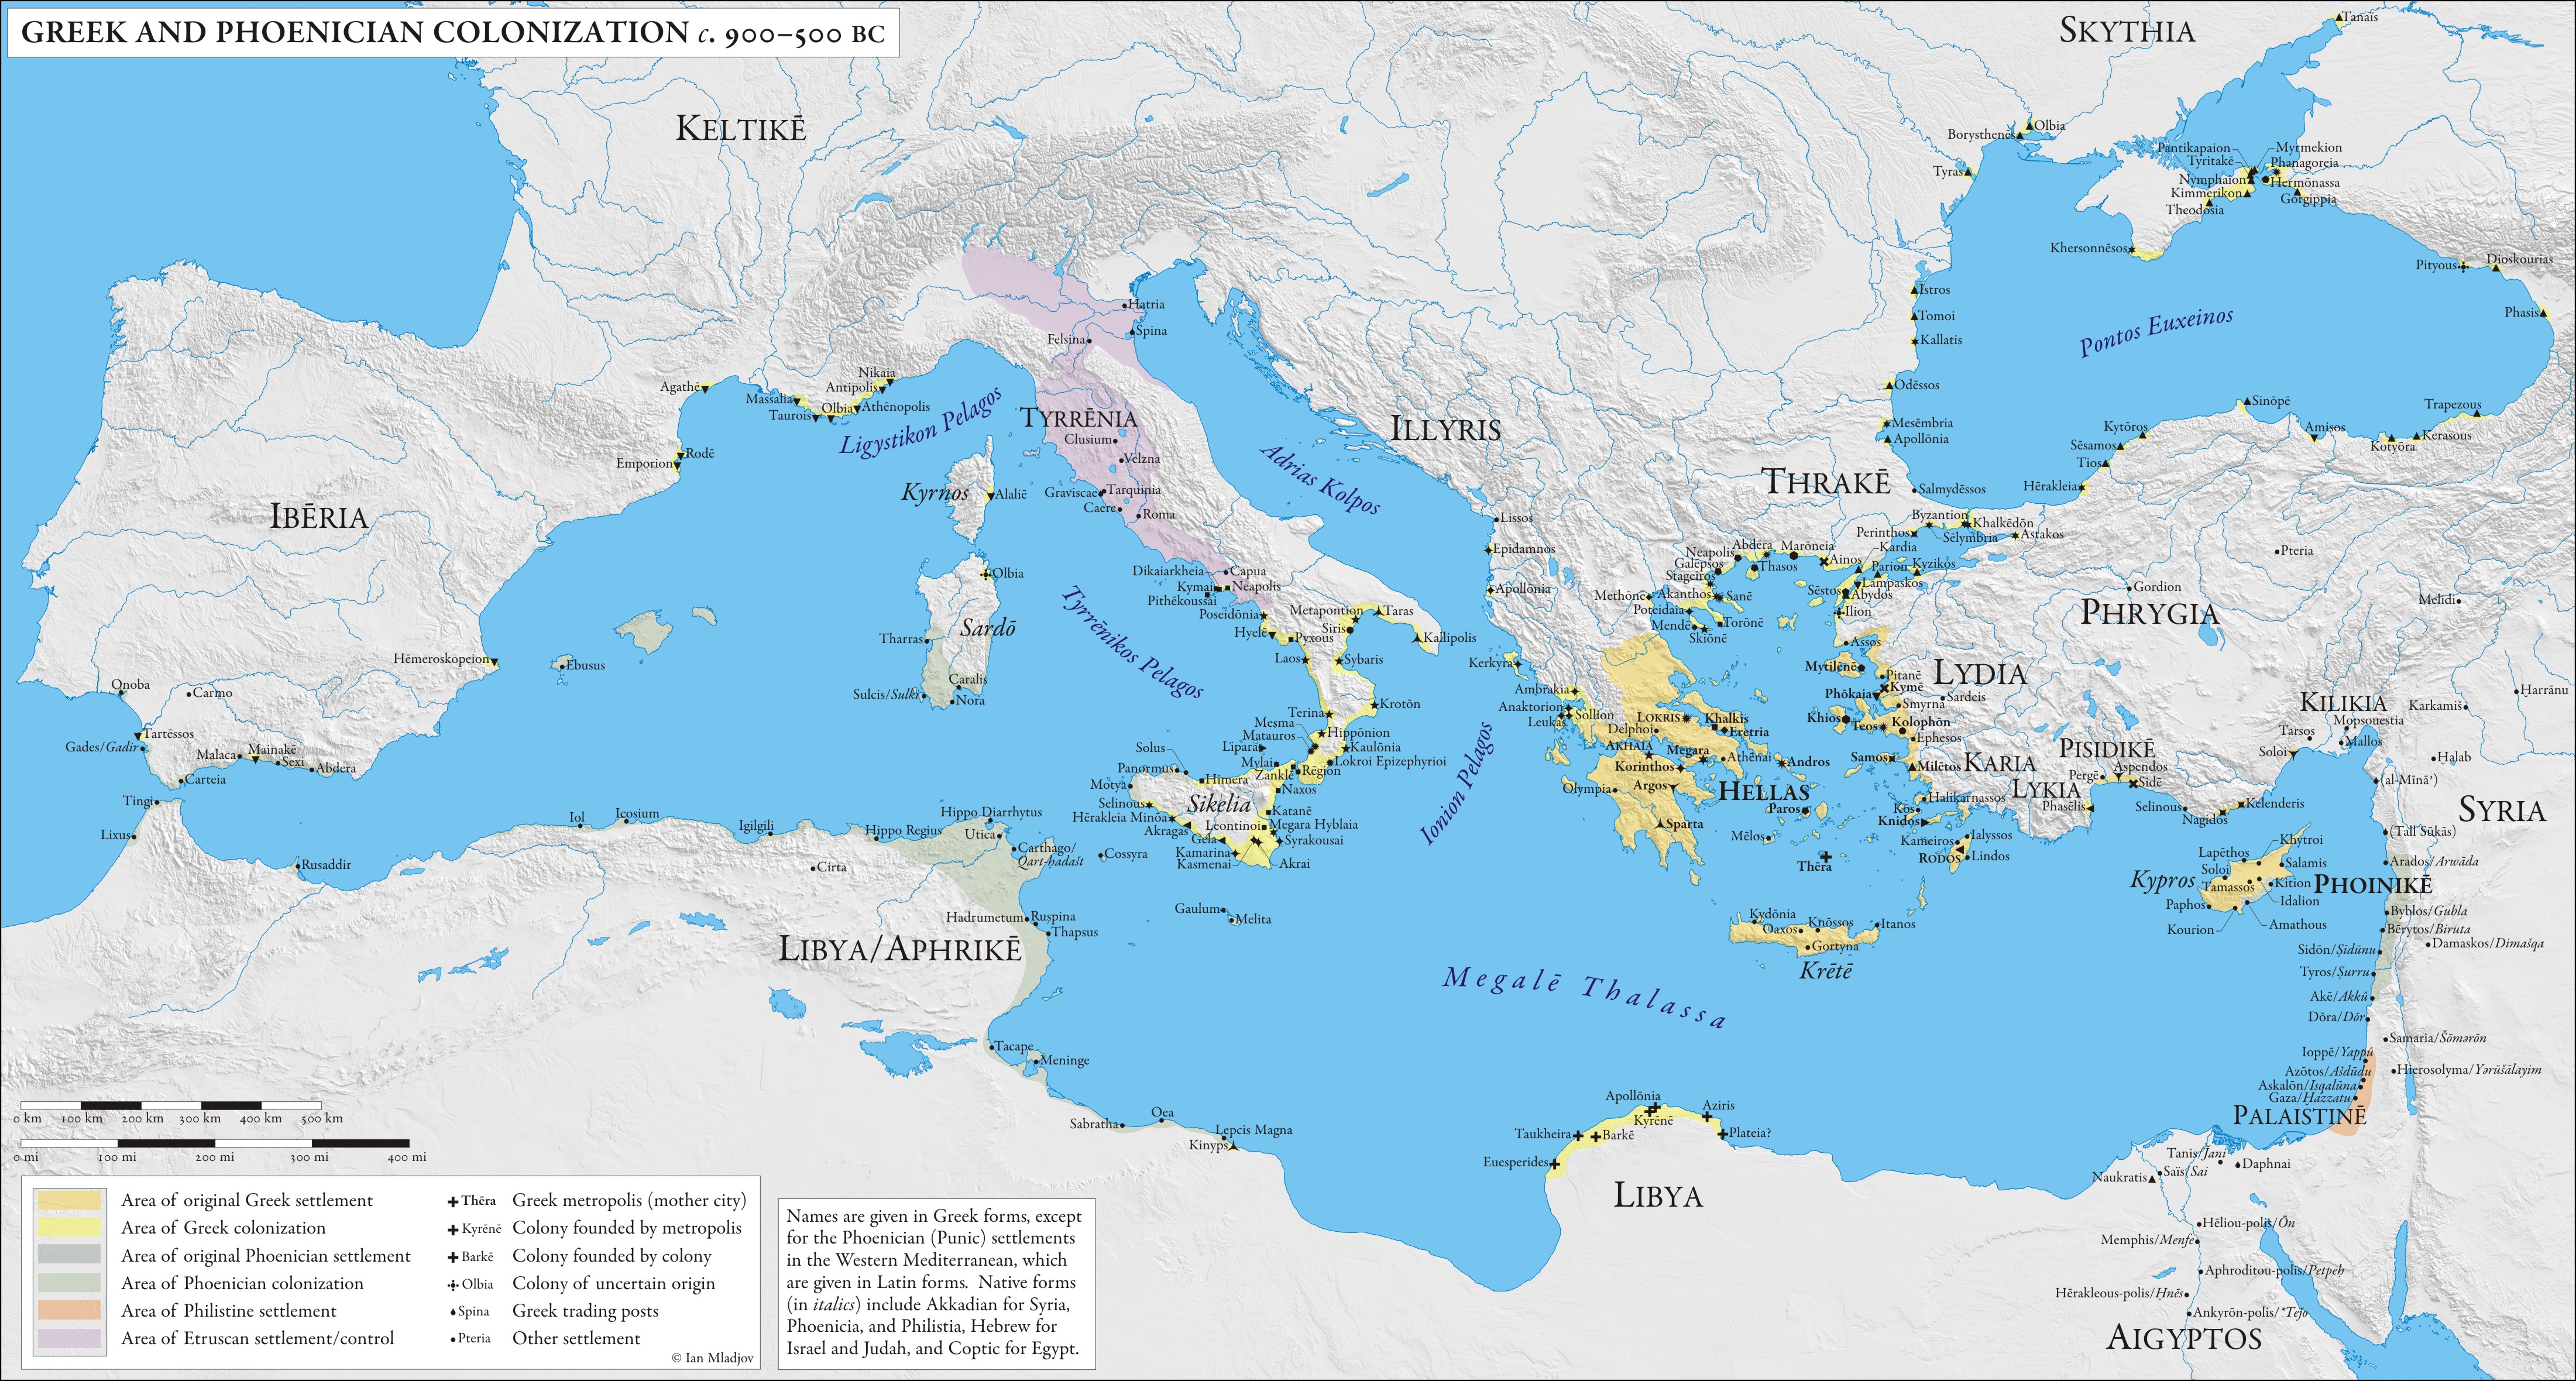 GREEK AND PHOENICIAN COLONIZATION c. 900–500 BC
SKYTHIA
Tanais
KELTIKĒ
Borysthenēs
Olbia
Tyras
Pantikapaion
Myrmekion
Tyritakē
Phanagoreia
Nymphaion
Hermōnassa
Kimmerikon
Gorgippia
Theodosia
Khersonnēsos
Pityous
Dioskourias
Phasis
Pontos Euxeinos
Istros
Tomoi
Kallatis
Odēssos
Mesēmbria
Apollōnia
Salmydēssos
Sinōpē
Trapezous
Kytōros
Amisos
Kerasous
Kotyōra
Sēsamos
Tios
Hērakleia
Hatria
Spina
Felsina
Agathē
Massalia
Taurois
Olbia
Antipolis
Nikaia
Athēnopolis
Ligystikon Pelagos
TYRRĒNIA
Clusium
Velzna
Graviscae
Tarquinia
Caere
Roma
ILLYRIS
Adrias Kolpos
THRAKĒ
Rodē
Emporion
Kyrnos
Alaliē
IBĒRIA
Lissos
Epidamnos
Apollōnia
Byzantion
Khalkēdōn
Perinthos
Sēlymbria
Astakos
Abdēra
Marōneia
Neapolis
Kardia
Galēpsos
Thasos
Ainos
Parion
Kyzikos
Stageiros
Lampaskos
Methōnē
Akanthos
Sanē
Sēstos
Abydos
Poteidaia
Ilion
Mendē
Torōnē
Skiōnē
Assos
Pteria
Gordion
PHRYGIA
Melidi
Dikaiarkheia
Capua
Kymai
Neapolis
Pithēkoussai
Poseidōnia
Metapontion
Taras
Siris
Hyelē
Pyxous
Kallipolis
Laos
Sybaris
Kerkyra
Olbia
Sardō
Tharras
Caralis
Sulcis/Sulki
Nora
Tyrrēnikos Pelagos
Hēmeroskopeion
Ebusus
Onoba
Carmo
Tartēssos
Gades/Gadir
Malaca
Mainakē
Sexi
Abdera
Carteia
Tingi
Lixus
Rusaddir
Iol
Icosium
Igilgili
Hippo Regius
Hippo Diarrhytus
Utica
Carthago/
Qart-ḥadašt
Cirta
Cossyra
Terina
Krotōn
Mesma
Hippōnion
Matauros
Lipara
Kaulōnia
Solus
Mylai
Lokroi Epizephyrioi
Panormus
Himera
Zanklē
Rēgion
Motya
Naxos
Sikelia
Selinous
Katanē
Hērakleia Minōa
Leontinoi
Megara Hyblaia
Akragas
Gela
Syrakousai
Kamarina
Kasmenai
Akrai
Gaulum
Melita
Ionion Pelagos
Ambrakia
Anaktorion
Leukas
Sollion
LOKRIS
Khalkis
Delphoi
Eretria
AKHAIA
Megara
Korinthos
Athēnai
Andros
Argos
Olympia
HELLAS
Paros
Sparta
Mēlos
Thēra
Mytilēnē
Pitanē
Kymē
Phōkaia
LYDIA
Sardeis
Smyrna
Khios
Teos
Kolophōn
Ephesos
Samos
Milētos
KARIA
PISIDIKĒ
Halikarnassos
LYKIA
Kōs
Knidos
Kameiros
Ialyssos
RODOS
Lindos
Pergē
Aspendos
Sidē
Phasēlis
Selinous
Nagidos
Kelenderis
KILIKIA
Mopsouestia
Tarsos
Mallos
Soloi
Karkamiš
Harrānu
Halab
(al-Mīnā’)
SYRIA
(Tall Sūkās)
Khytroi
Lapēthos
Salamis
Soloi
Kypros
Tamassos
Kition
Paphos
Idalion
Kourion
Amathous
PHOINIKĒ
Arados/Arwāda
Byblos/Gubla
Bērytos/Biruta
Damaskos/Dimašqa
Sidōn/Ṣīdūnu
Tyros/Ṣurru
Akē/Akkû
Dōra/Dōr
Samaria/Šōmərōn
Ioppē/Yappû
Hierosolyma/Yərūšālayim
Azōtos/Ašdūdu
Askalōn/Isqalūna
Gaza/Ḫazzatu
PALAISTINĒ
Kydōnia
Knōssos
Itanos
Oaxos
Gortyna
Krētē
Megalē Thalassa
Hadrumetum
Ruspina
Thapsus
LIBYA/APHRIKĒ
Tacape
Meninge
Sabratha
Oea
Lepcis Magna
Kinyps
Apollōnia
Kyrēnē
Aziris
Taukheira
Barkē
Plateia?
Euesperides
LIBYA
Tanis/Jani
Daphnai
Naukratis
Saïs/Sai
Hēliou-polis/Ōn
Memphis/Menfe
Aphroditou-polis/Petpeh
Hērakleous-polis/Hnēs
Ankyrōn-polis/*Tejo
AIGYPTOS
0 km 100 km 200 km 300 km 400 km 500 km
0 mi 100 mi 200 mi 300 mi 400 mi
Area of original Greek settlement
Area of Greek colonization
Area of original Phoenician settlement
Area of Phoenician colonization
Area of Philistine settlement
Area of Etruscan settlement/control
Thēra Greek metropolis (mother city)
Kyrēnē Colony founded by metropolis
Barkē Colony founded by colony
Olbia Colony of uncertain origin
Spina Greek trading posts
Pteria Other settlement
© Ian Mladjov
Names are given in Greek forms, except
for the Phoenician (Punic) settlements
in the Western Mediterranean, which
are given in Latin forms. Native forms
(in italics) include Akkadian for Syria,
Phoenicia, and Philistia, Hebrew for
Israel and Judah, and Coptic for Egypt.